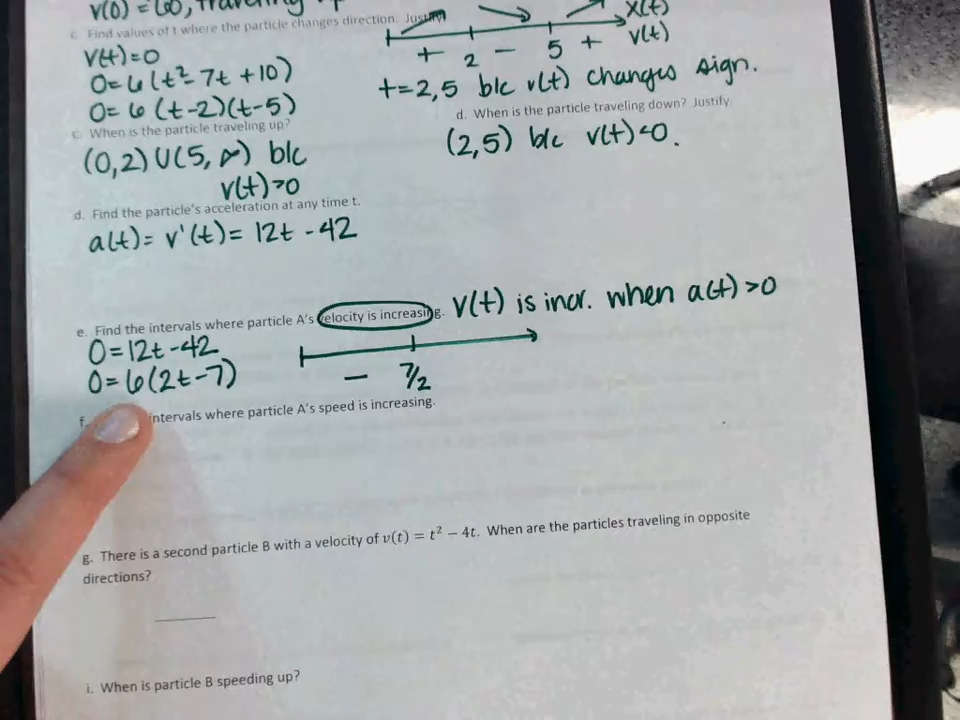 v(0) = 60, traveling
c. Find values of t where the particle changes direction. Justify
x(t)
+ 2 - 5 + v(t)
v(t)=0
0=6(t²-7t+10)
0=6(t-2)(t-5)
t=2,5 b/c v(t) changes sign.
c. When is the particle traveling up?
(0,2)∪(5,∞) b/c
v(t)>0
d. When is the particle traveling down? Justify.
(2,5) b/c v(t)<0.
d. Find the particle's acceleration at any time t.
a(t)= v'(t)= 12t-42
e. Find the intervals where particle A's velocity is increasing. v(t) is incr. when a(t)>0
0=12t-42
0=6(2t-7)
- 7/2
f. intervals where particle A's speed is increasing.
g. There is a second particle B with a velocity of v(t) = t² − 4t. When are the particles traveling in opposite
directions?
i. When is particle B speeding up?